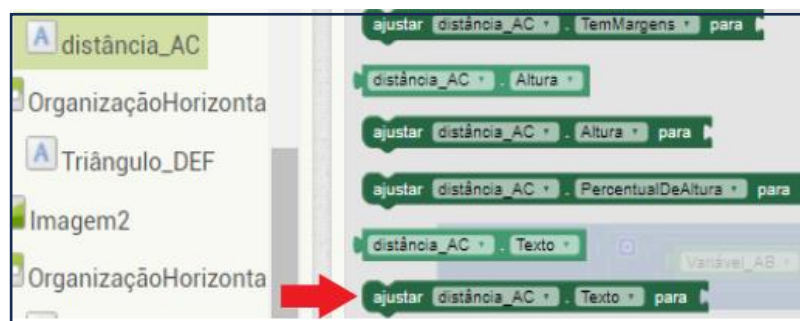 distância_AC
OrganizaçãoHorizonta
Triângulo_DEF
Imagem2
OrganizaçãoHorizonta
ajustar distância_AC . TemMargens para
distância_AC . Altura
ajustar distância_AC . Altura para
ajustar distância_AC . PercentualDeAltura para
distância_AC . Texto
Variável_AB
ajustar distância_AC . Texto para